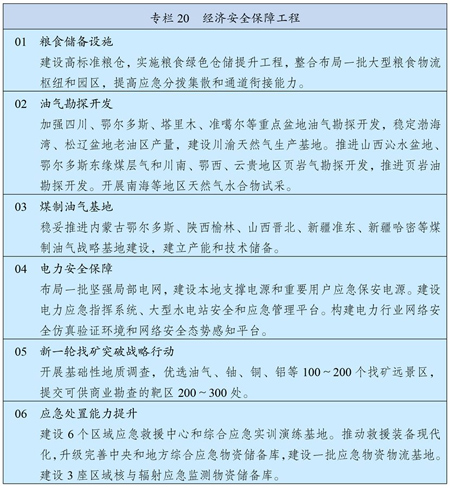 专栏 20 经济安全保障工程
01 粮食储备设施
建设高标准粮仓，实施粮食绿色仓储提升工程，整合布局一批大型粮食物流
枢纽和园区，提高应急分拨集散和通道衔接能力。
02 油气勘探开发
加强四川、鄂尔多斯、塔里木、准噶尔等重点盆地油气勘探开发，稳定渤海
湾、松辽盆地老油区产量，建设川渝天然气生产基地。推进山西沁水盆地、
鄂尔多斯东缘煤层气和川南、鄂西、云贵地区页岩气勘探开发，推进页岩油
勘探开发。开展南海等地区天然气水合物试采。
03 煤制油气基地
稳妥推进内蒙古鄂尔多斯、陕西榆林、山西晋北、新疆准东、新疆哈密等煤
制油气战略基地建设，建立产能和技术储备。
04 电力安全保障
布局一批坚强局部电网，建设本地支撑电源和重要用户应急保安电源。建设
电力应急指挥系统、大型水电站安全和应急管理平台。构建电力行业网络安
全仿真验证环境和网络安全态势感知平台。
05 新一轮找矿突破战略行动
开展基础性地质调查，优选油气、铀、铜、铝等 100～200 个找矿远景区，
提交可供商业勘查的靶区 200～300 处。
06 应急处置能力提升
建设 6 个区域应急救援中心和综合应急实训演练基地。推动救援装备现代
化，升级完善中央和地方综合应急物资储备库，建设一批应急物资物流基地。
建设 3 座区域核与辐射应急监测物资储备库。